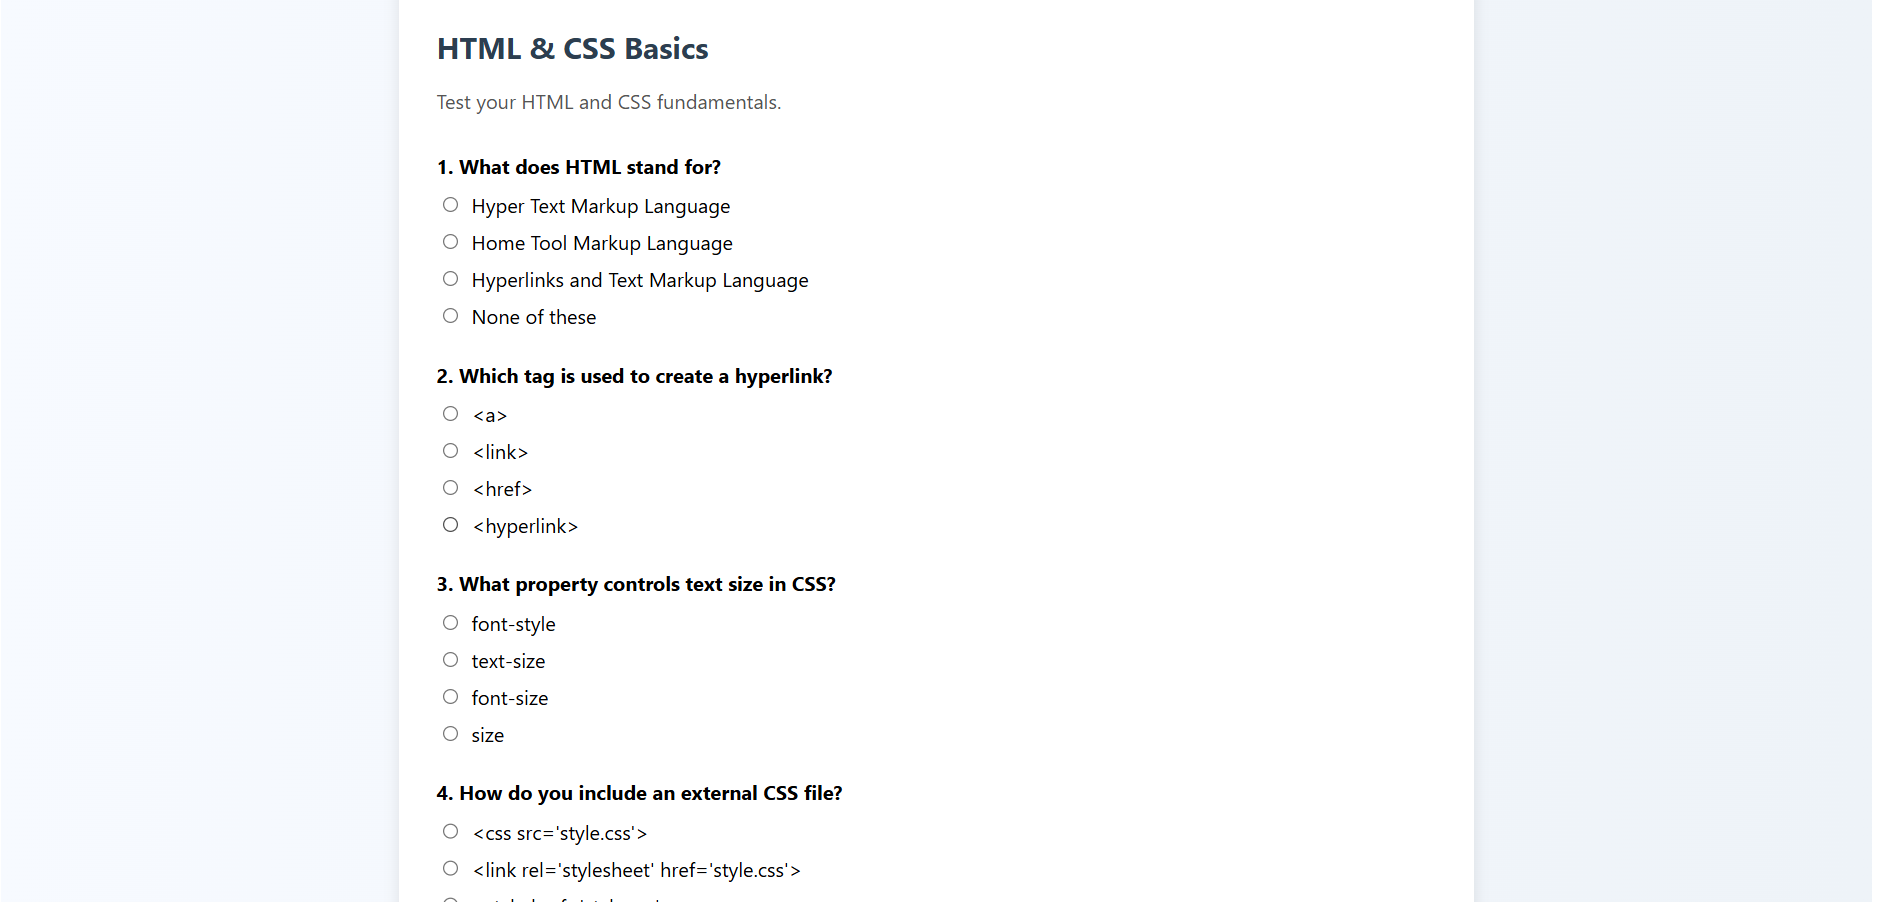 HTML & CSS Basics
Test your HTML and CSS fundamentals.
1. What does HTML stand for?
Hyper Text Markup Language
Home Tool Markup Language
Hyperlinks and Text Markup Language
None of these
2. Which tag is used to create a hyperlink?
<a>
<link>
<href>
<hyperlink>
3. What property controls text size in CSS?
font-style
text-size
font-size
size
4. How do you include an external CSS file?
<css src='style.css'>
<link rel='stylesheet' href='style.css'>